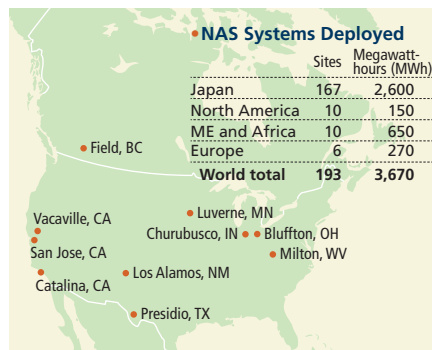 NAS Systems Deployed
Sites Megawatt-
hours (MWh)
Japan 167 2,600
North America 10 150
ME and Africa 10 650
Europe 6 270
World total 193 3,670
Field, BC
Luverne, MN
Vacaville, CA
Churubusco, IN
Bluffton, OH
San Jose, CA
Milton, WV
Catalina, CA
Los Alamos, NM
Presidio, TX